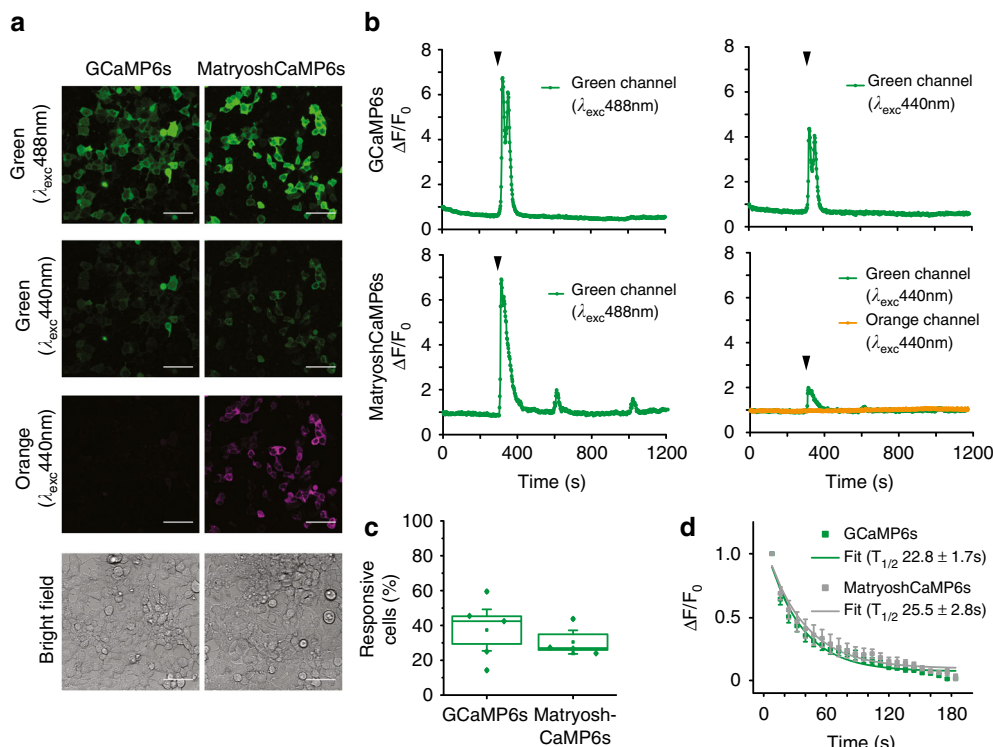 a
GCaMP6s MatryoshCaMP6s
Green
(λexc488nm)
Green
(λexc440nm)
Orange
(λexc440nm)
Bright field
b
GCaMP6s
ΔF/F0
8
6
4
2
0
Green channel
(λexc488nm)
8
6
4
2
0
Green channel
(λexc440nm)
MatryoshCaMP6s
ΔF/F0
8
6
4
2
0
Green channel
(λexc488nm)
0 400 800 1200
Time (s)
8
6
4
2
0
Green channel
(λexc440nm)
Orange channel
(λexc440nm)
0 400 800 1200
Time (s)
c
Responsive
cells (%)
100
80
60
40
20
0
GCaMP6s Matryosh-
CaMP6s
d
ΔF/F0
1.0
0.5
0
GCaMP6s
Fit (T1/2 22.8 ± 1.7s)
MatryoshCaMP6s
Fit (T1/2 25.5 ± 2.8s)
0 60 120 180
Time (s)